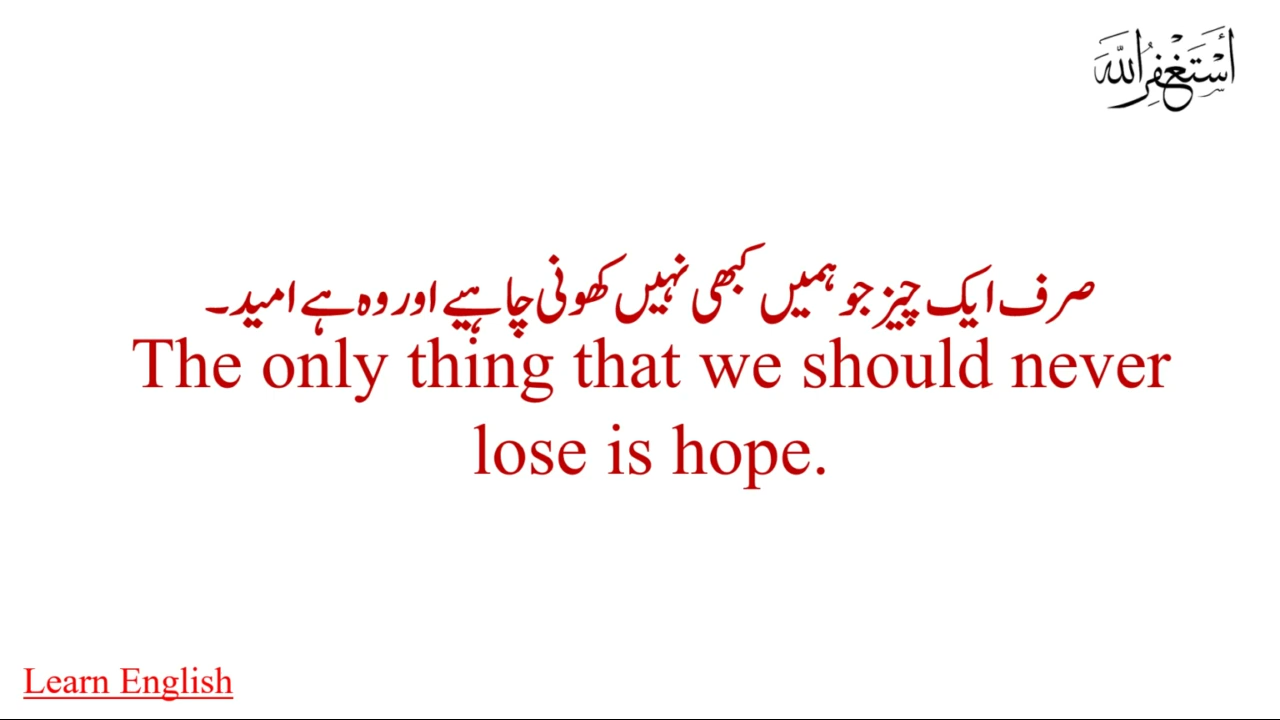 أَسْتَغْفِرُ اللّٰه
صرف ایک چیز جو ہمیں کبھی نہیں کھونی چاہیے اور وہ ہے امید۔
The only thing that we should never
lose is hope.
Learn English